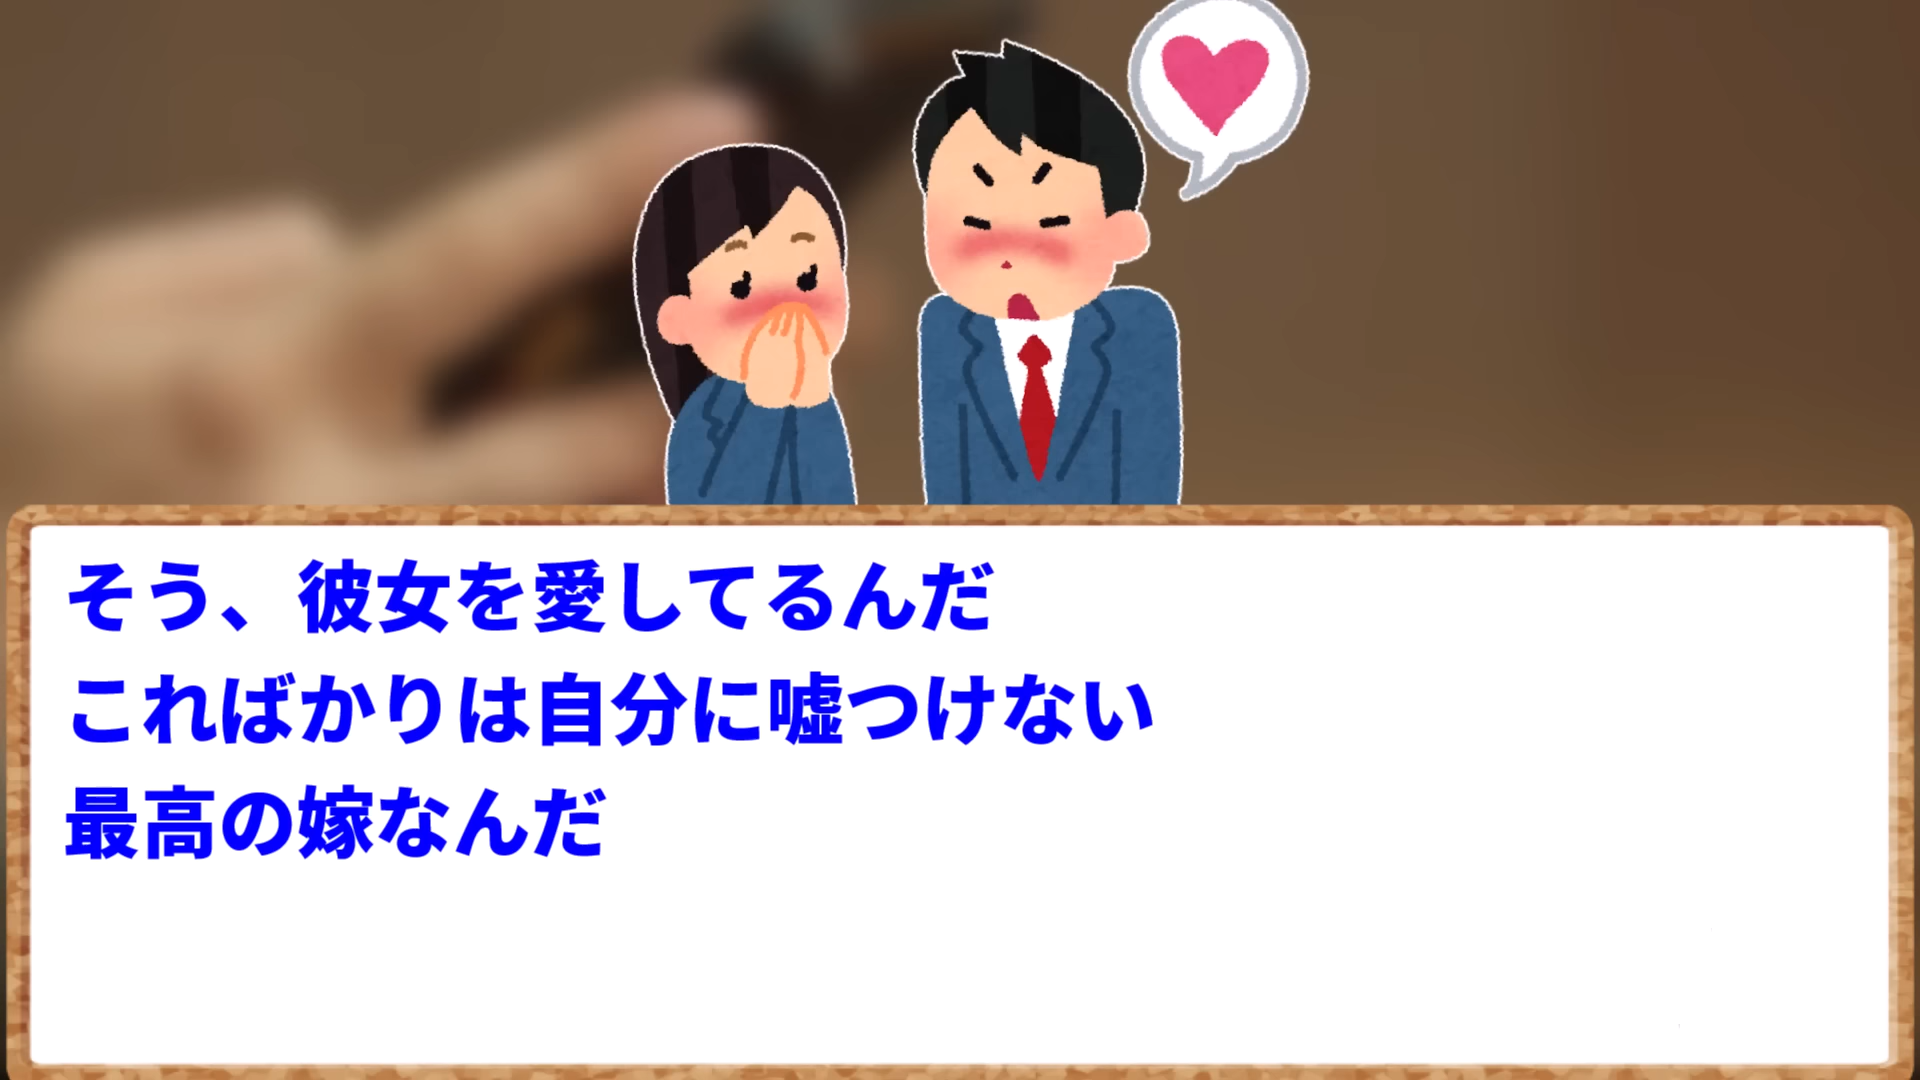 そう、彼女を愛してるんだ
こればかりは自分に嘘つけない
最高の嫁なんだ